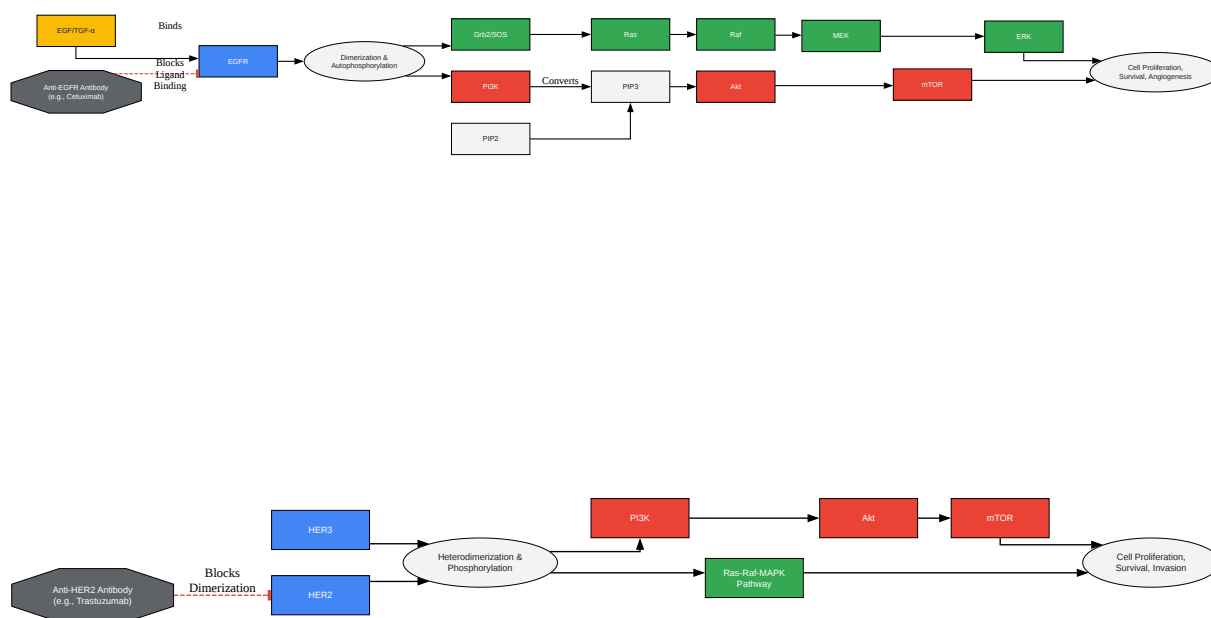 EGF/TGF-α
Binds
Grb2/SOS
Ras
Raf
MEK
ERK
EGFR
Dimerization &
Autophosphorylation
Blocks
Ligand
Binding
Anti-EGFR Antibody
(e.g., Cetuximab)
PI3K
Converts
PIP3
Akt
mTOR
Cell Proliferation,
Survival, Angiogenesis
PIP2
HER3
PI3K
Akt
mTOR
Heterodimerization &
Phosphorylation
Cell Proliferation,
Survival, Invasion
Ras-Raf-MAPK
Pathway
Blocks
Dimerization
Anti-HER2 Antibody
(e.g., Trastuzumab)
HER2